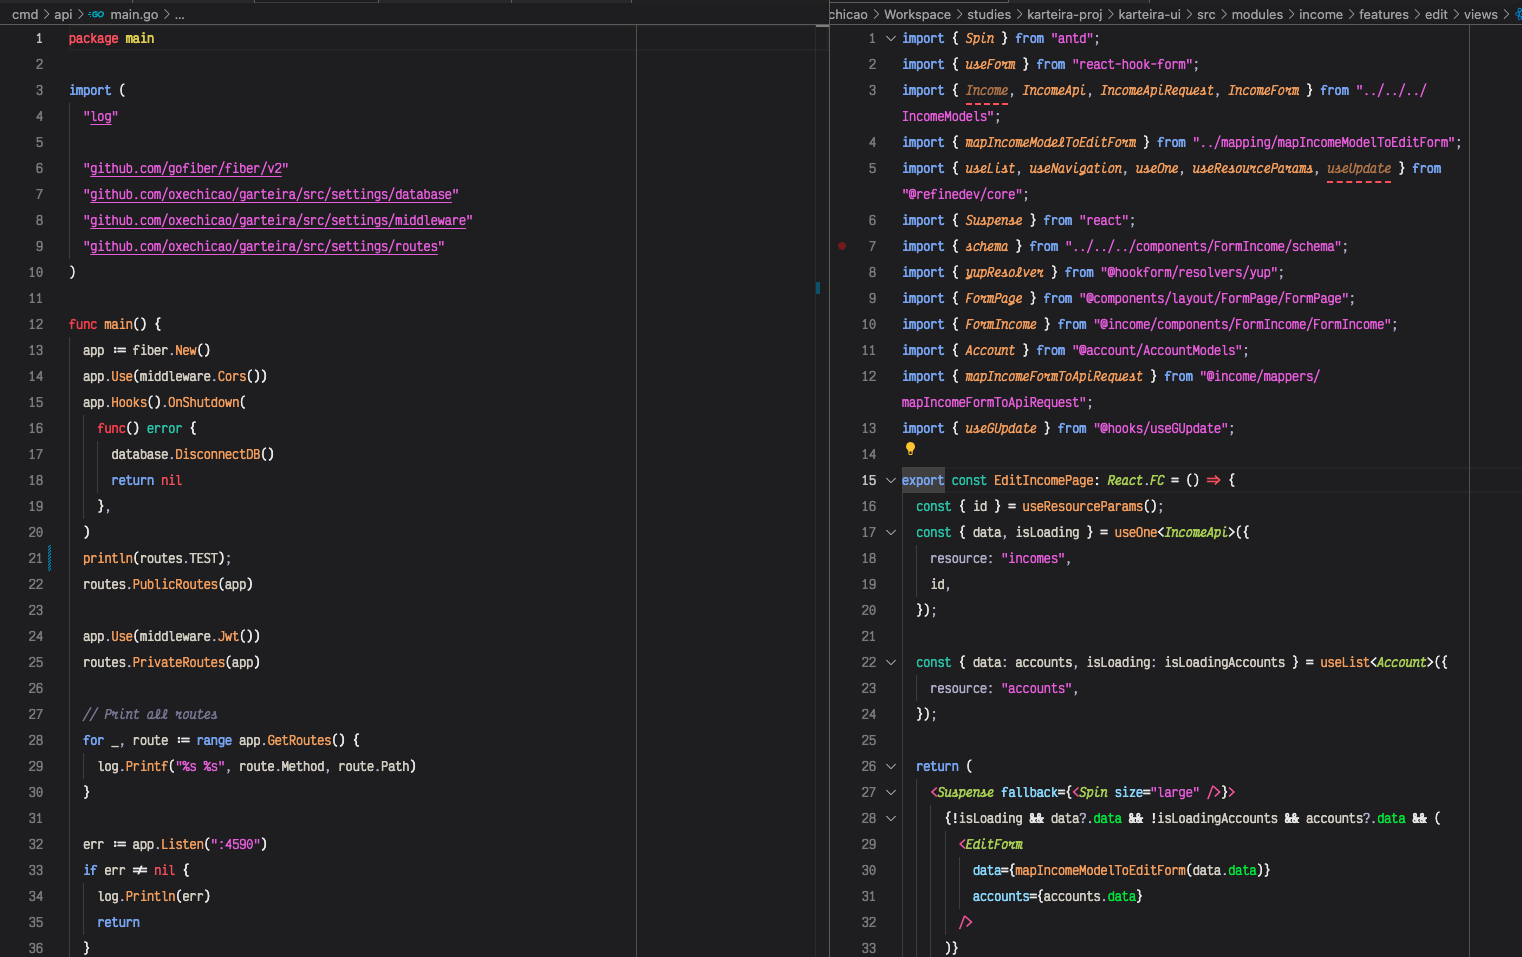 cmd > api > GO main.go > ...
1 package main
2
3 import (
4 "log"
5
6 "github.com/gofiber/fiber/v2"
7 "github.com/oxechicao/garteira/src/settings/database"
8 "github.com/oxechicao/garteira/src/settings/middleware"
9 "github.com/oxechicao/garteira/src/settings/routes"
10 )
11
12 func main() {
13 app := fiber.New()
14 app.Use(middleware.Cors())
15 app.Hooks().OnShutdown(
16 func() error {
17 database.DisconnectDB()
18 return nil
19 },
20 )
21 println(routes.TEST);
22 routes.PublicRoutes(app)
23
24 app.Use(middleware.Jwt())
25 routes.PrivateRoutes(app)
26
27 // Print all routes
28 for _, route := range app.GetRoutes() {
29 log.Printf("%s %s", route.Method, route.Path)
30 }
31
32 err := app.Listen(":4590")
33 if err != nil {
34 log.Println(err)
35 return
36 }
chicao > Workspace > studies > karteira-proj > karteira-ui > src > modules > income > features > edit > views >
1 import { Spin } from "antd";
2 import { useForm } from "react-hook-form";
3 import { Income, IncomeApi, IncomeApiRequest, IncomeForm } from "../../../
IncomeModels";
4 import { mapIncomeModelToEditForm } from "../mapping/mapIncomeModelToEditForm";
5 import { useList, useNavigation, useOne, useResourceParams, useUpdate } from
"@refinedev/core";
6 import { Suspense } from "react";
7 import { schema } from "../../../components/FormIncome/schema";
8 import { yupResolver } from "@hookform/resolvers/yup";
9 import { FormPage } from "@components/layout/FormPage/FormPage";
10 import { FormIncome } from "@income/components/FormIncome/FormIncome";
11 import { Account } from "@account/AccountModels";
12 import { mapIncomeFormToApiRequest } from "@income/mappers/
mapIncomeFormToApiRequest";
13 import { useGUpdate } from "@hooks/useGUpdate";
14
15 export const EditIncomePage: React.FC = () => {
16 const { id } = useResourceParams();
17 const { data, isLoading } = useOne<IncomeApi>({
18 resource: "incomes",
19 id,
20 });
21
22 const { data: accounts, isLoading: isLoadingAccounts } = useList<Account>({
23 resource: "accounts",
24 });
25
26 return (
27 <Suspense fallback={<Spin size="large" />}>
28 {!isLoading && data?.data && !isLoadingAccounts && accounts?.data && (
29 <EditForm
30 data={mapIncomeModelToEditForm(data.data)}
31 accounts={accounts.data}
32 />
33 )}